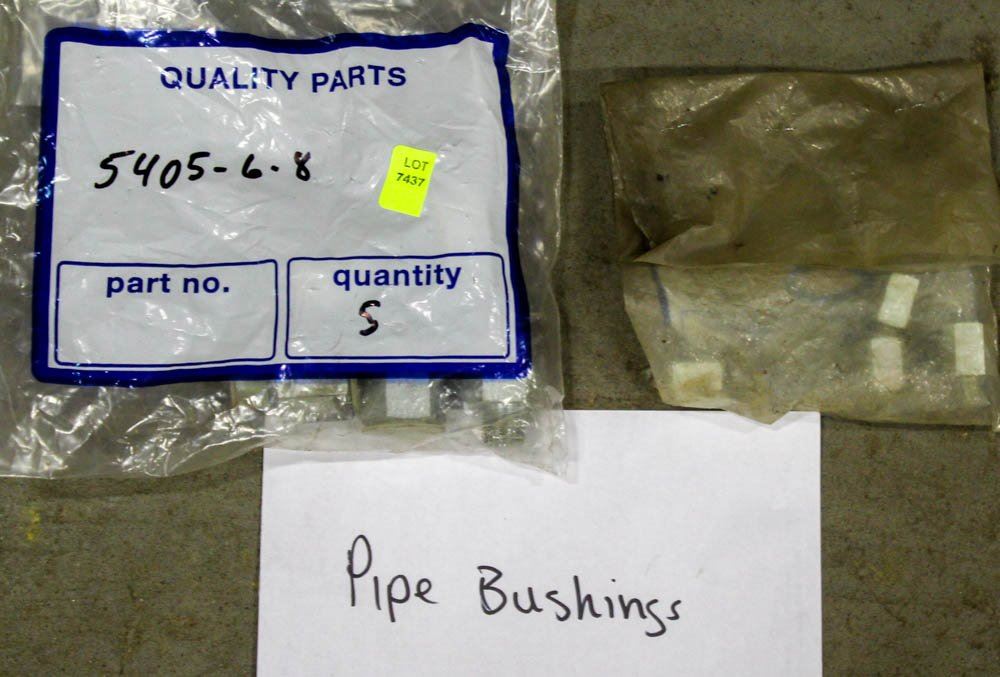 QUALITY PARTS
5405-6-8
LOT
7437
part no.
quantity
5
Pipe Bushings